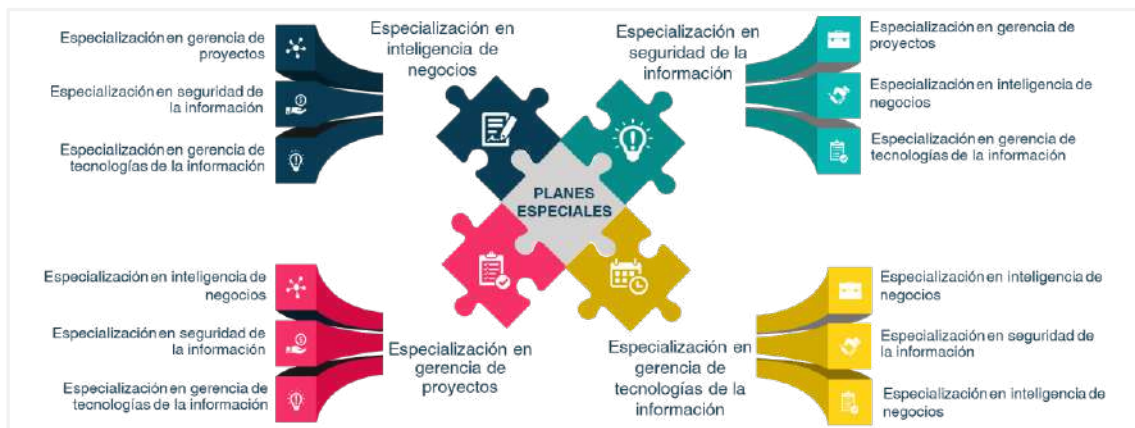 Especialización en gerencia de
proyectos
Especialización en seguridad de
la información
Especialización en gerencia de
tecnologías de la información
Especialización en
inteligencia de
negocios
Especialización en
seguridad de la
información
Especialización en gerencia de
proyectos
Especialización en inteligencia de
negocios
Especialización en gerencia de
tecnologías de la información
PLANES
ESPECIALES
Especialización en inteligencia de
negocios
Especialización en seguridad de
la información
Especialización en gerencia de
tecnologías de la información
Especialización en
gerencia de
proyectos
Especialización en
gerencia de
tecnologías de la
información
Especialización en inteligencia de
negocios
Especialización en seguridad de
la información
Especialización en inteligencia de
negocios